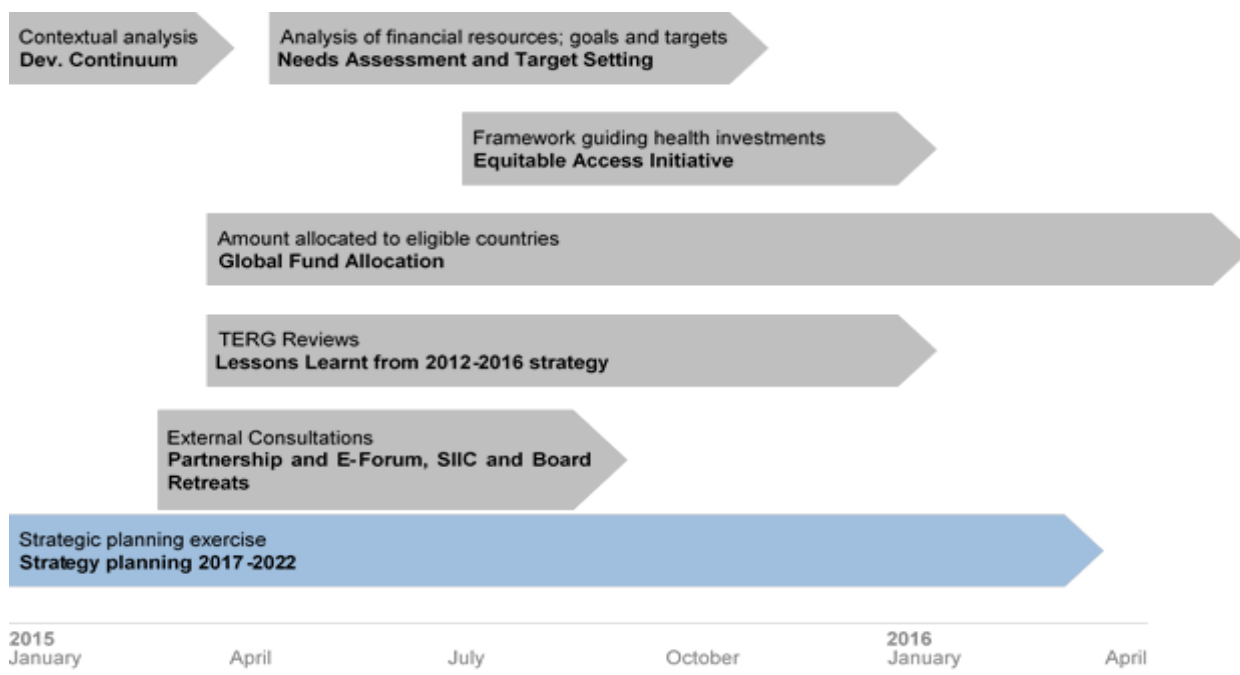 Contextual analysis
Dev. Continuum
Analysis of financial resources; goals and targets
Needs Assessment and Target Setting
Framework guiding health investments
Equitable Access Initiative
Amount allocated to eligible countries
Global Fund Allocation
TERG Reviews
Lessons Learnt from 2012-2016 strategy
External Consultations
Partnership and E-Forum, SIIC and Board
Retreats
Strategic planning exercise
Strategy planning 2017-2022
2015
January
April
July
October
2016
January
April